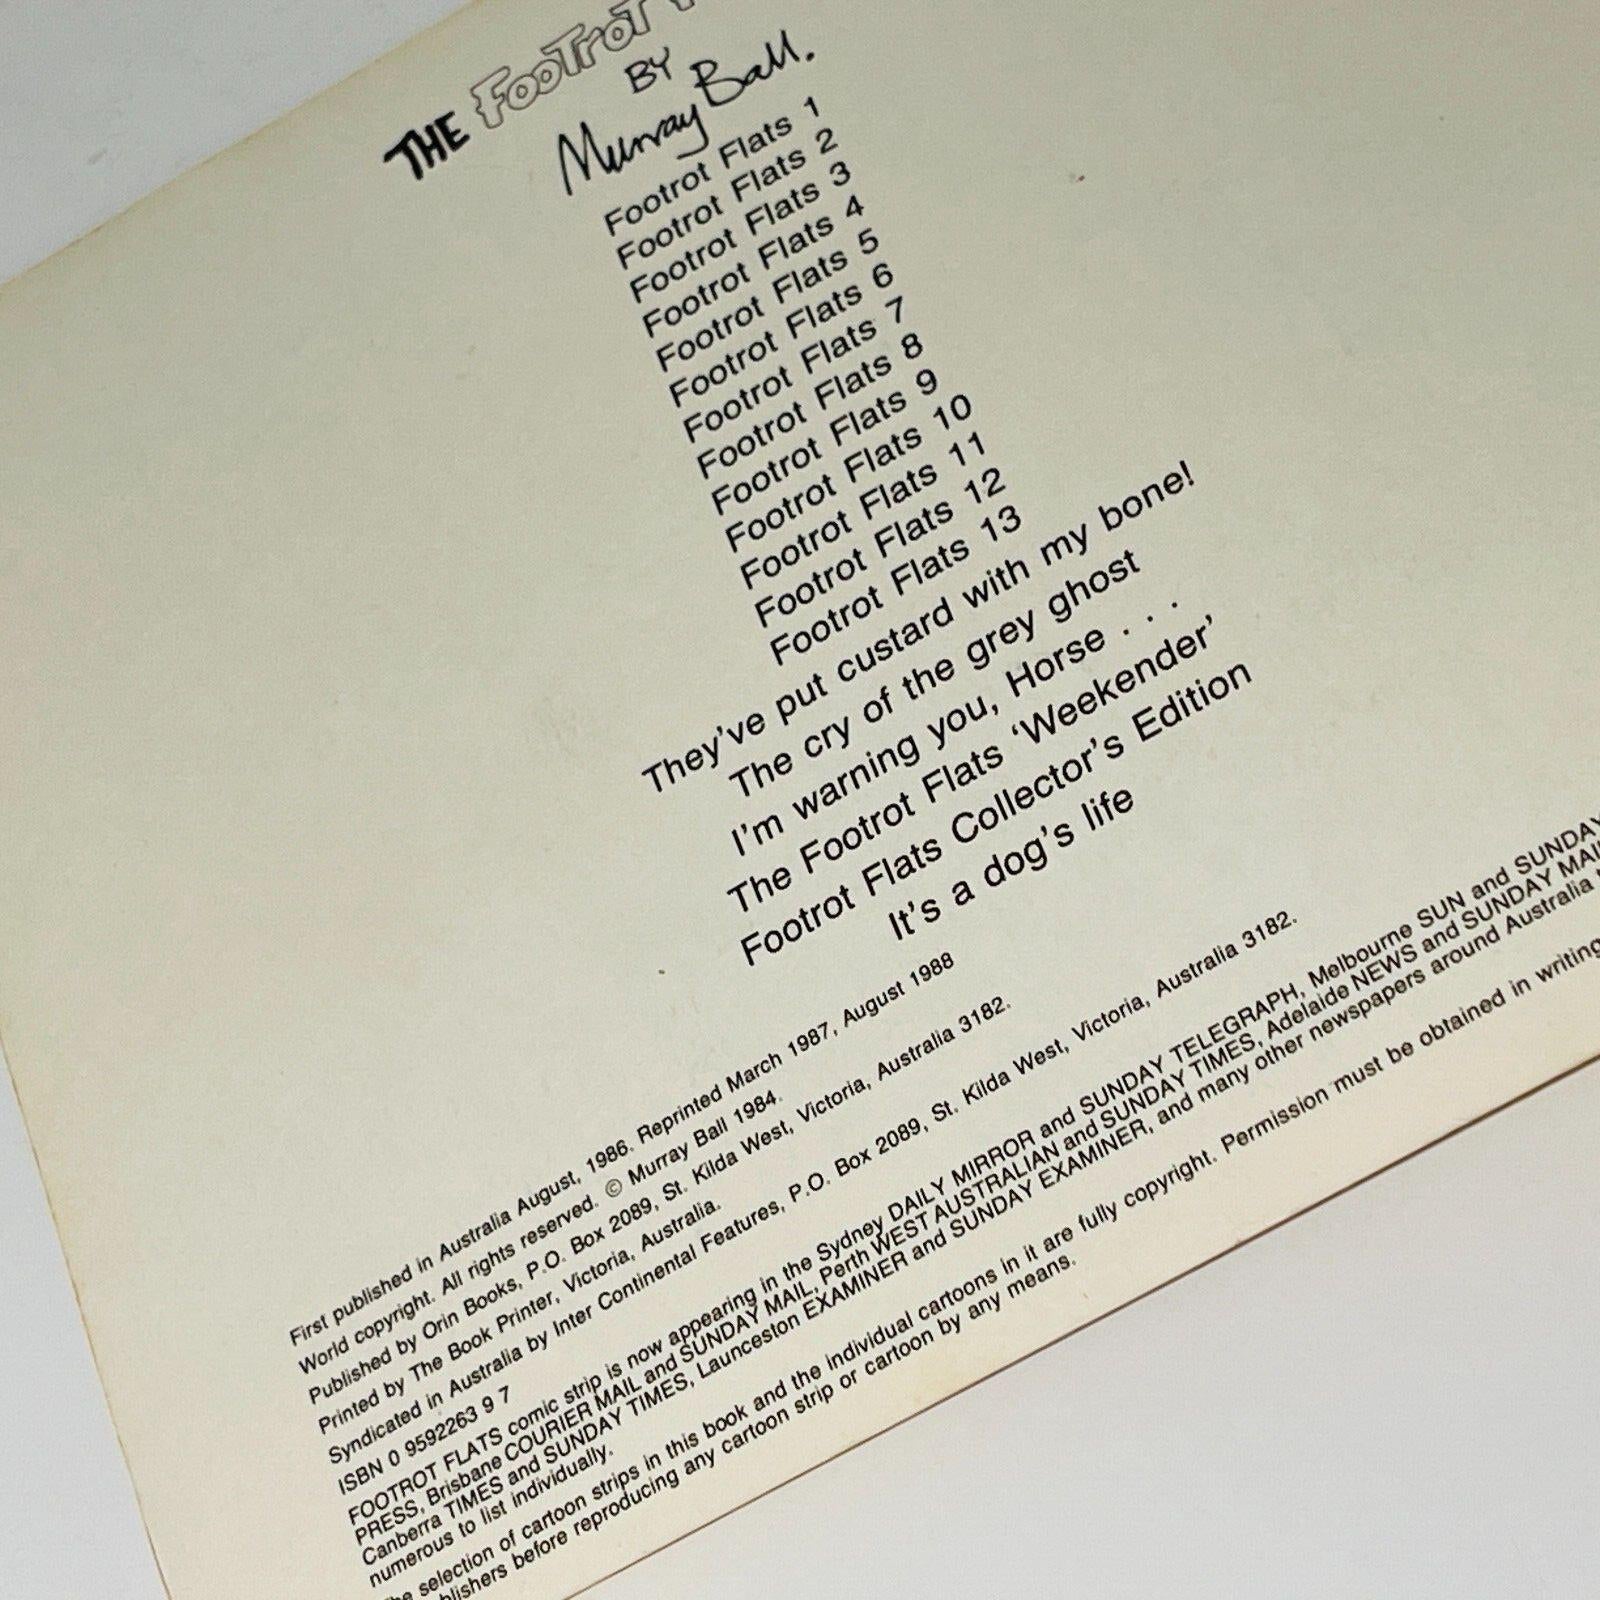 THE FOOTROT
BY
Murray Ball.
Footrot Flats 1
Footrot Flats 2
Footrot Flats 3
Footrot Flats 4
Footrot Flats 5
Footrot Flats 6
Footrot Flats 7
Footrot Flats 8
Footrot Flats 9
Footrot Flats 10
Footrot Flats 11
Footrot Flats 12
Footrot Flats 13
They've put custard with my bone!
The cry of the grey ghost
I'm warning you, Horse . . .
The Footrot Flats 'Weekender'
Footrot Flats Collector's Edition
It's a dog's life
First published in Australia August, 1986. Reprinted March 1987, August 1988
World copyright. All rights reserved. © Murray Ball 1984.
Published by Orin Books, P.O. Box 2089, St. Kilda West, Victoria, Australia 3182.
Printed by The Book Printer, Victoria, Australia.
Syndicated in Australia by Inter Continental Features, P.O. Box 2089, St. Kilda West, Victoria, Australia 3182.
ISBN 0 9592263 9 7
FOOTROT FLATS comic strip is now appearing in the Sydney DAILY MIRROR and SUNDAY TELEGRAPH, Melbourne SUN and SUNDAY
PRESS, Brisbane COURIER MAIL and SUNDAY MAIL, Perth WEST AUSTRALIAN and SUNDAY TIMES, Adelaide NEWS and SUNDAY MAIL
Canberra TIMES and SUNDAY TIMES, Launceston EXAMINER and SUNDAY EXAMINER, and many other newspapers around Australia
numerous to list individually.
The selection of cartoon strips in this book and the individual cartoons in it are fully copyright. Permission must be obtained in writing
publishers before reproducing any cartoon strip or cartoon by any means.